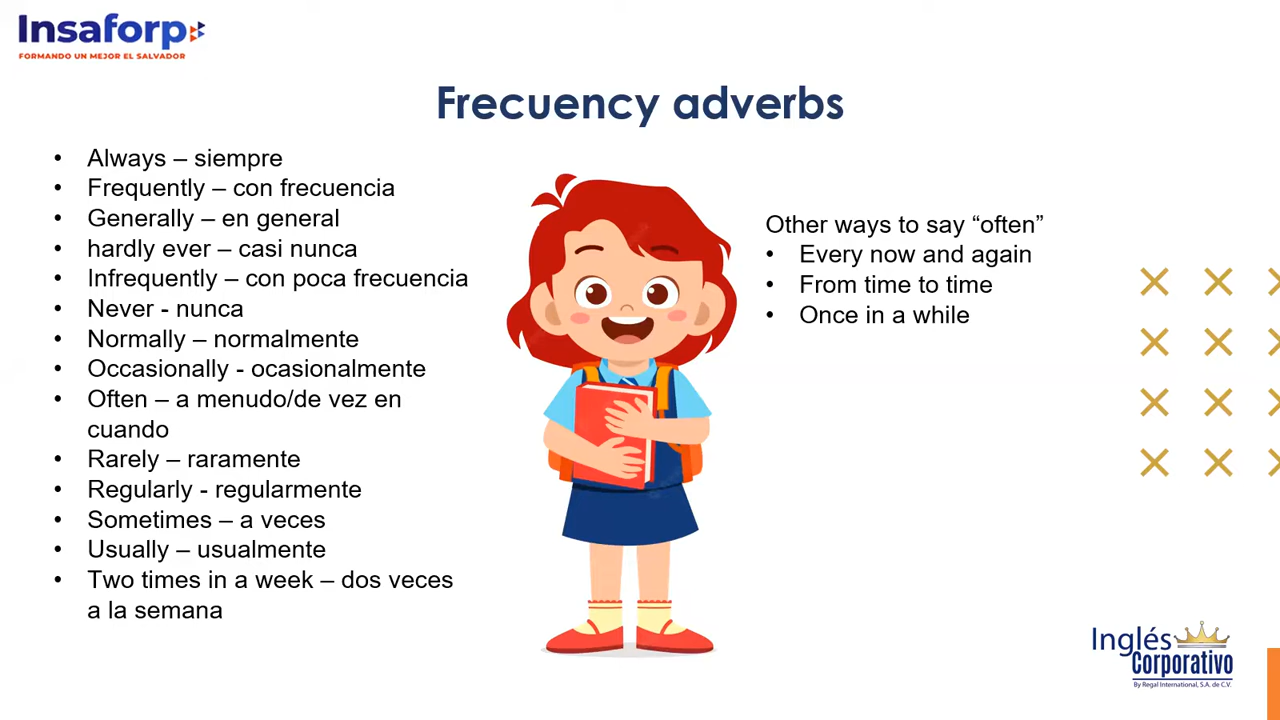 Insaforp
FORMANDO UN MEJOR EL SALVADOR
Frecuency adverbs
• Always – siempre
• Frequently – con frecuencia
• Generally – en general
• hardly ever – casi nunca
• Infrequently – con poca frecuencia
• Never - nunca
• Normally – normalmente
• Occasionally - ocasionalmente
• Often – a menudo/de vez en
cuando
• Rarely – raramente
• Regularly - regularmente
• Sometimes – a veces
• Usually – usualmente
• Two times in a week – dos veces
a la semana
Other ways to say “often”
• Every now and again
• From time to time
• Once in a while
Inglés
Corporativo
By Regal International, S.A. de C.V.